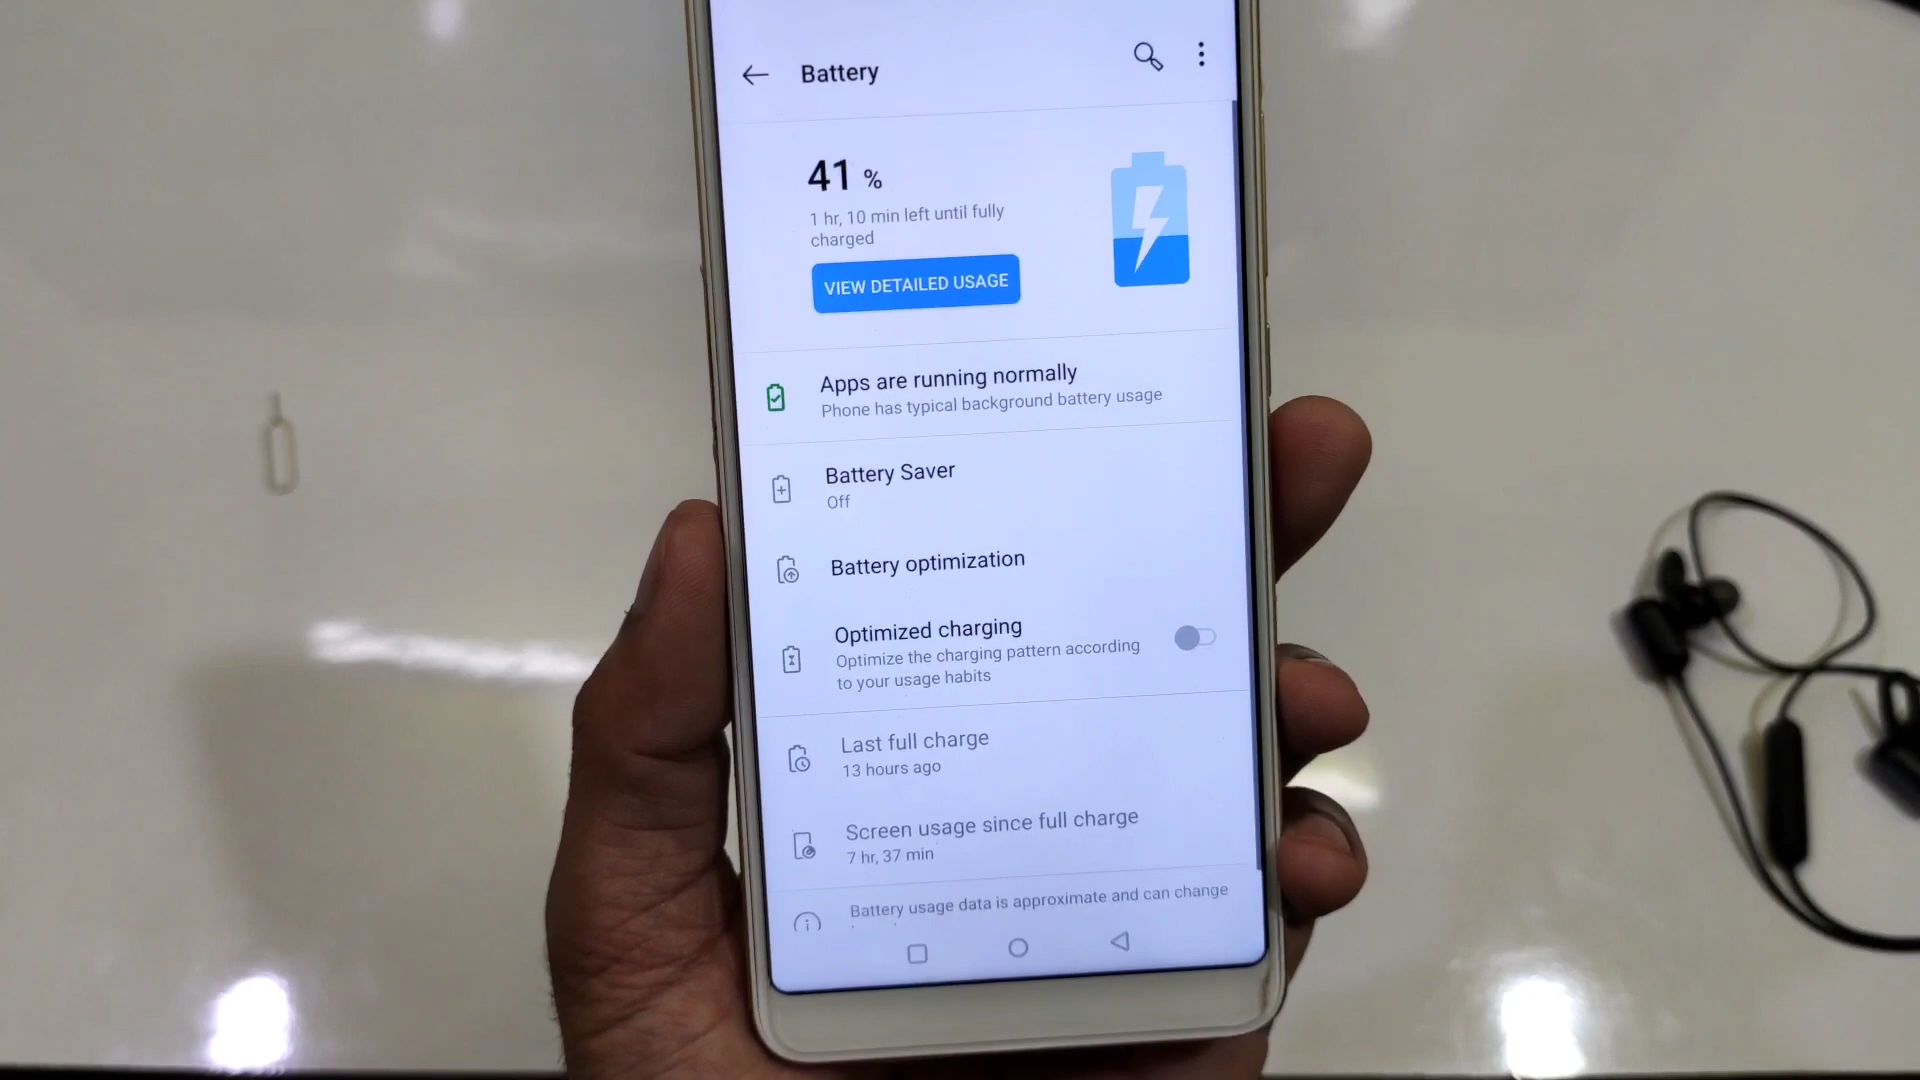 Battery
41 %
1 hr, 10 min left until fully
charged
VIEW DETAILED USAGE
Apps are running normally
Phone has typical background battery usage
Battery Saver
Off
Battery optimization
Optimized charging
Optimize the charging pattern according
to your usage habits
Last full charge
13 hours ago
Screen usage since full charge
7 hr, 37 min
Battery usage data is approximate and can change